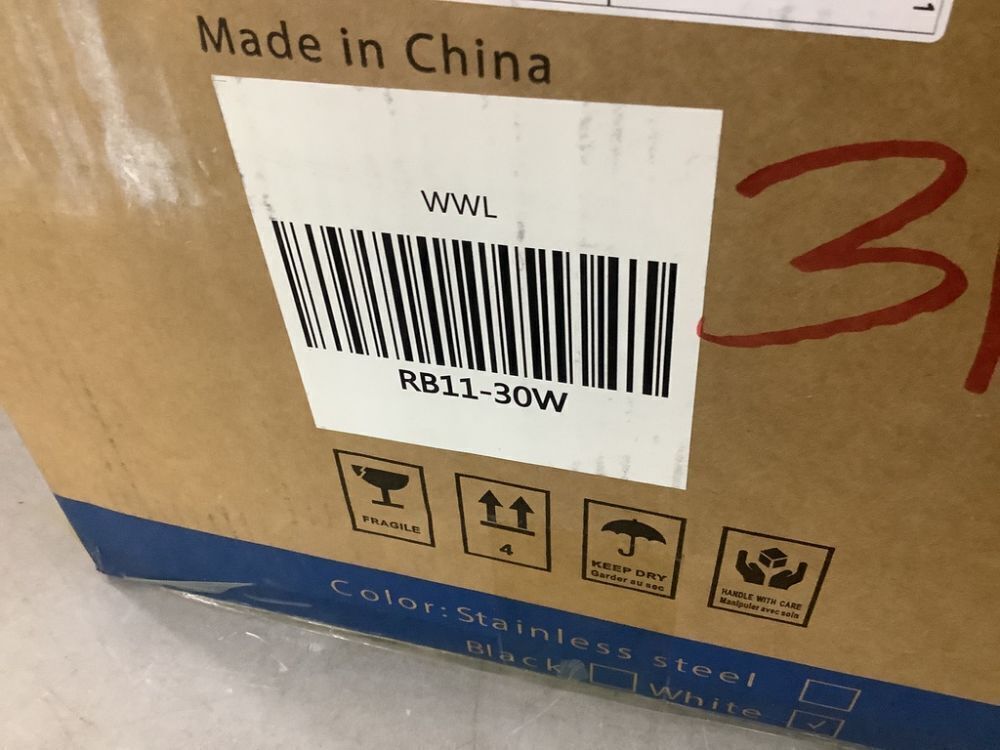 Made in China
WWL
RB11-30W
3
FRAGILE
4
KEEP DRY
Garder au sec
HANDLE WITH CARE
Manipuler avec soin
Color: Stainless steel
Black White